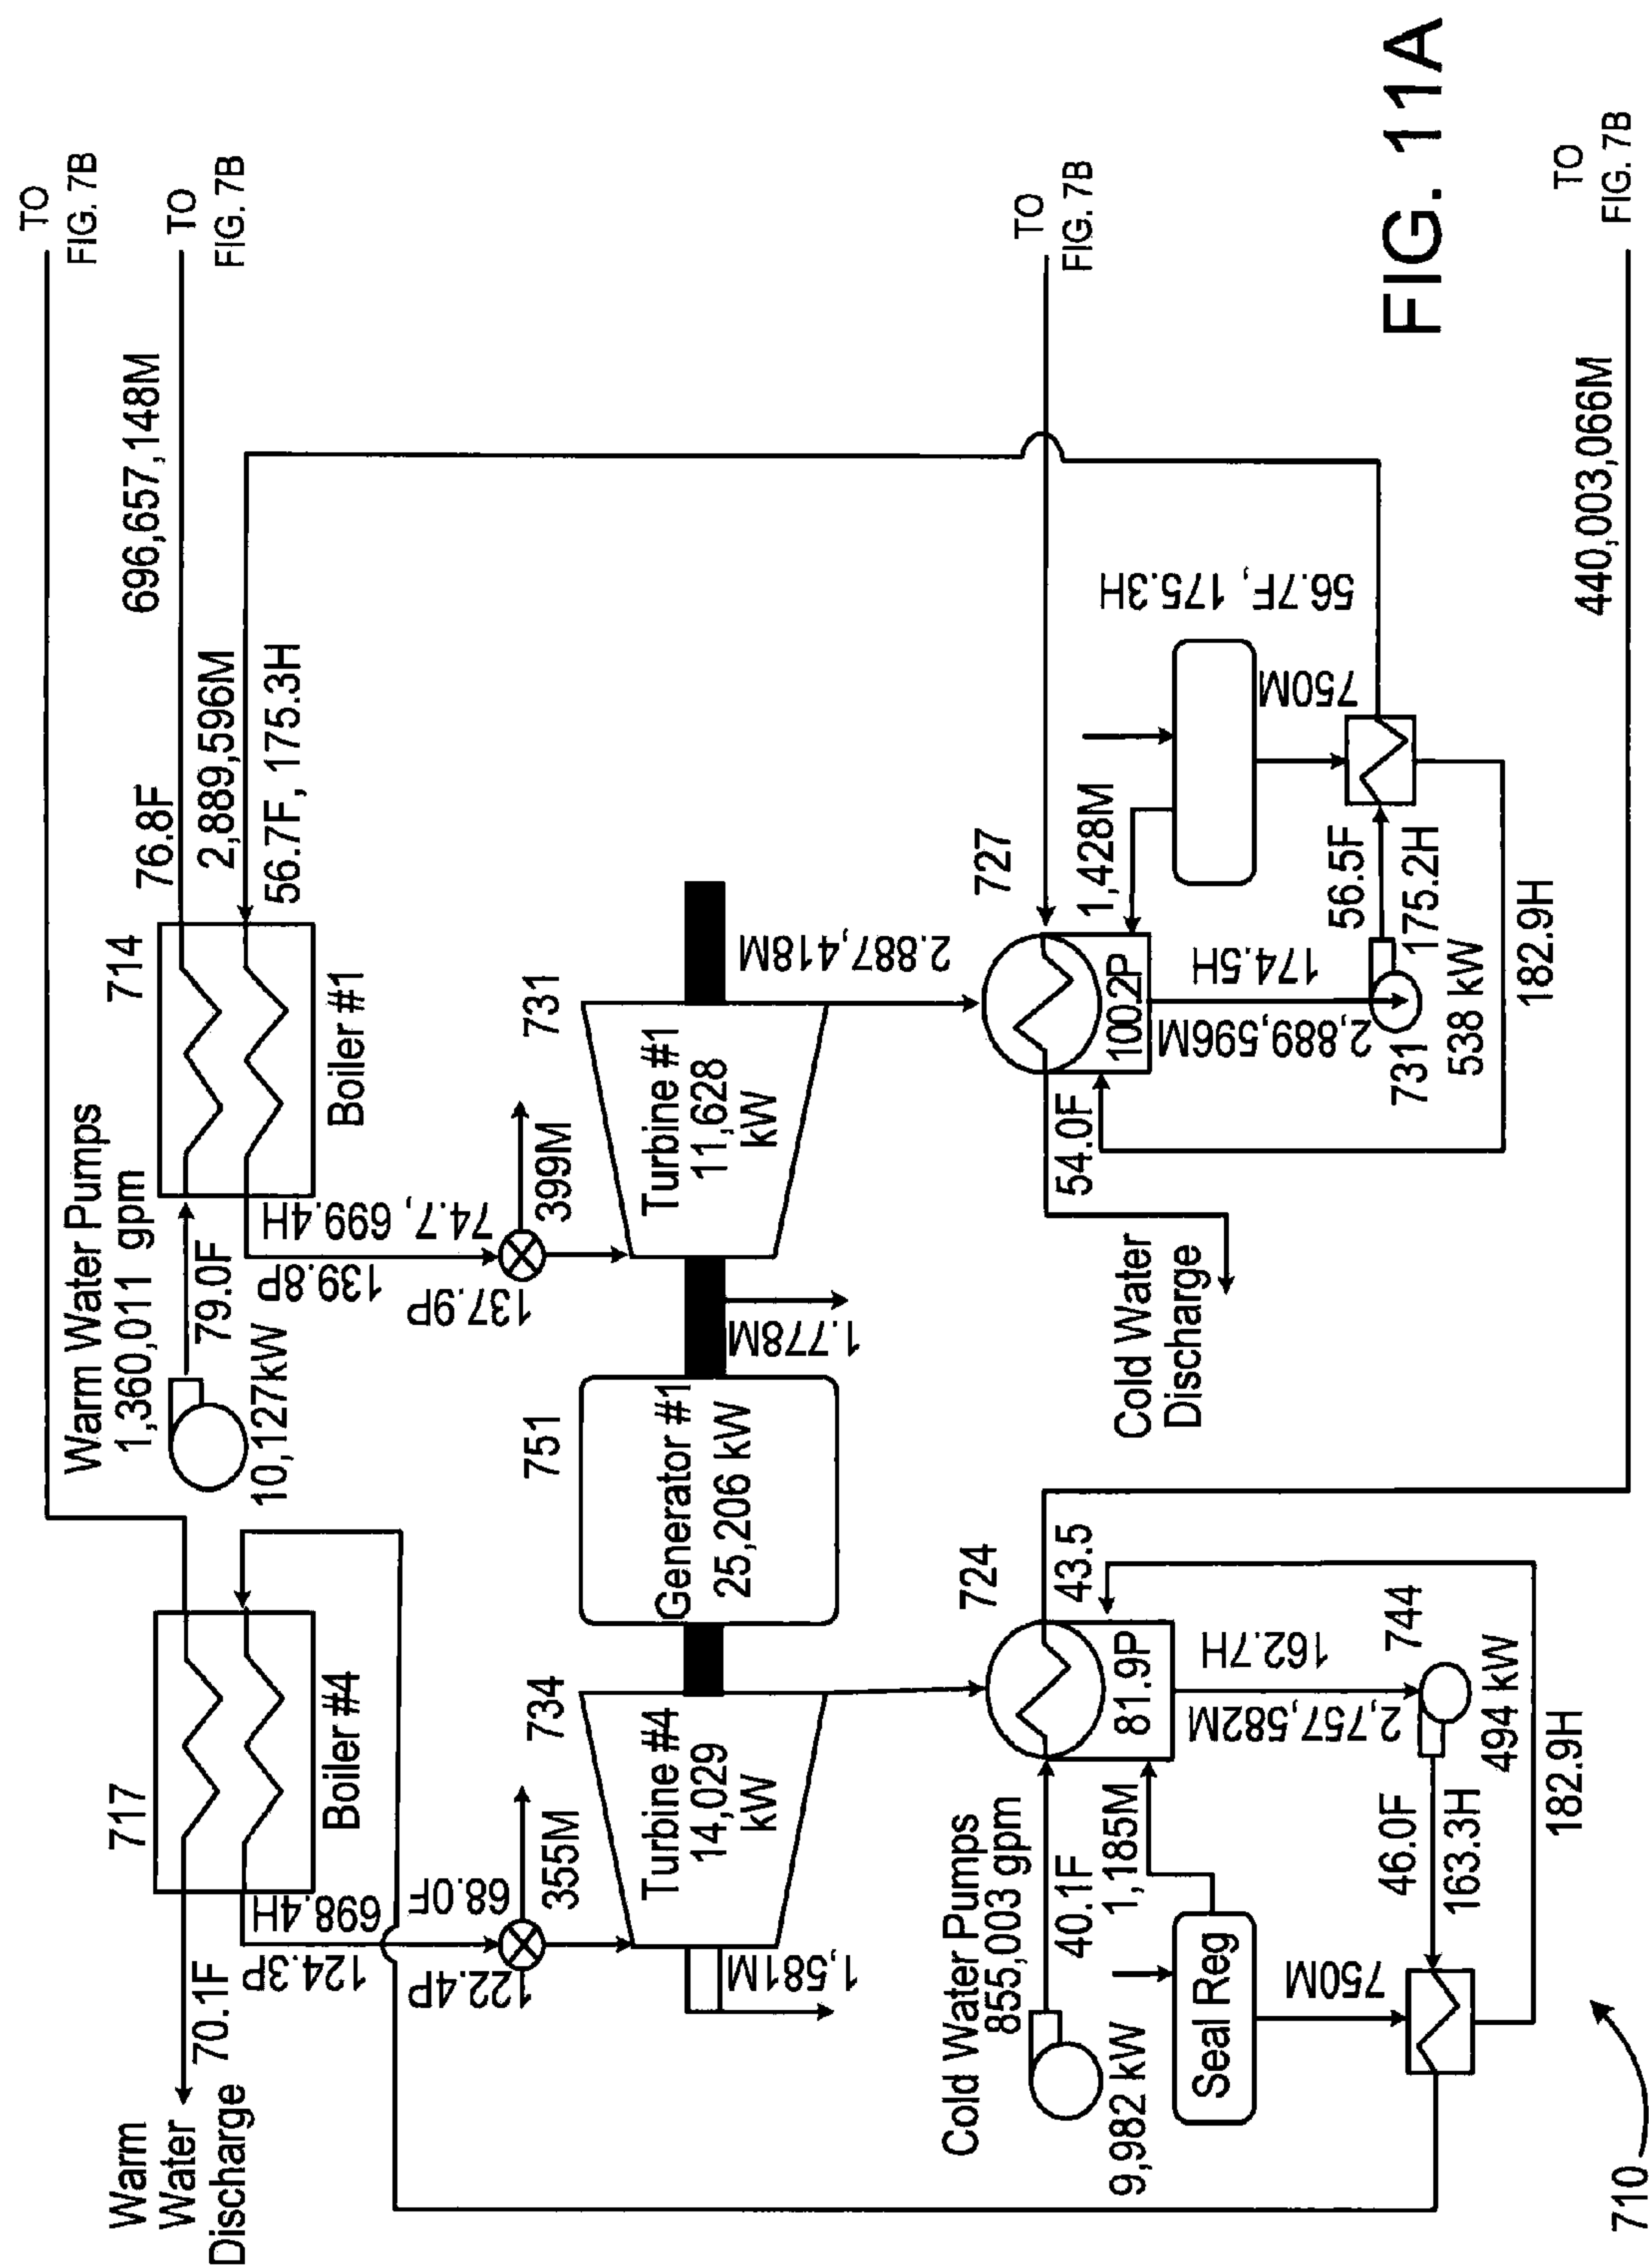 TO
FIG. 7B
TO
FIG. 7B
Warm Water Pumps
1,360,011 gpm
696,657,148M
76.8F
714
79.0F
10,127kW
2,889,596M
56.7F, 175.3H
Boiler #1
Warm
Water
Discharge
70.1F
717
Boiler #4
124.3P
698.4H
68.0F
122.4P
355M
139.8P
74.7, 699.4H
137.9P
399M
734
Turbine #4
14,029
kW
1,581M
751
Generator #1
25,206 kW
1.778M
731
Turbine #1
11,628
kW
2.887,418M
TO
FIG. 7B
Cold Water Pumps
855,003 gpm
40.1F
9,982 kW
1,185M
Seal Reg
750M
724
43.5
81.9P
162.7H
2,757,582M
744
494 kW
46.0F
163.3H
182.9H
Cold Water
Discharge
54.0F
727
100.2P
1,428M
174.5H
2,889,596M
731
538 kW
56.5F
175.2H
750M
56.7F, 175.3H
182.9H
440,003,066M
TO
FIG. 7B
710
FIG. 11A